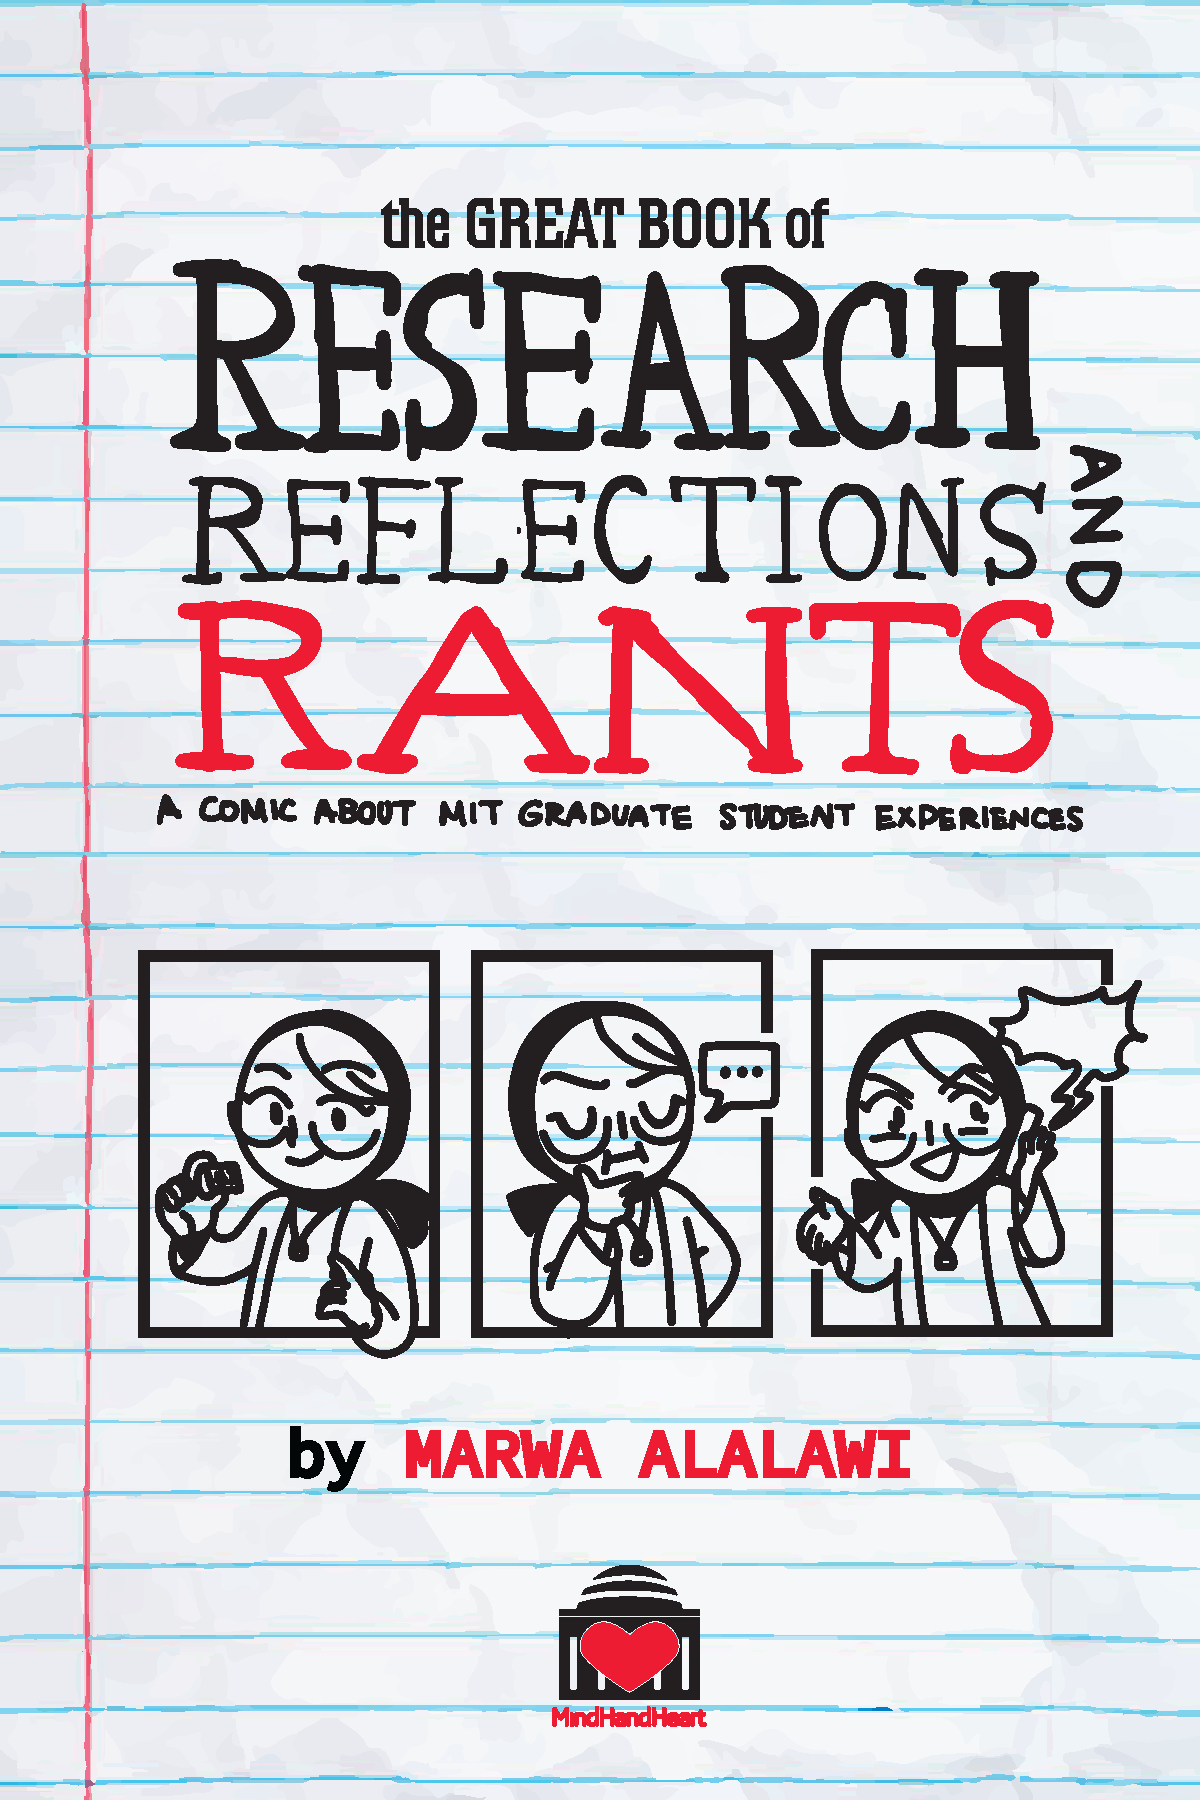 the GREAT BOOK of
RESEARCH
AND
REFLECTIONS
RANTS
A COMIC ABOUT MIT GRADUATE STUDENT EXPERIENCES
...
by MARWA ALALAWI
MindHandHeart